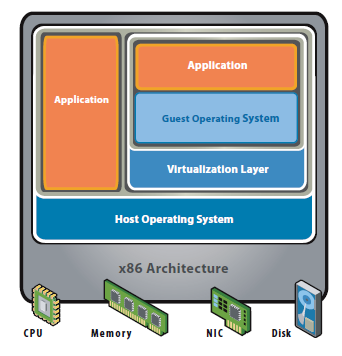 Application
Application
Guest Operating System
Virtualization Layer
Host Operating System
x86 Architecture
CPU
Memory
NIC
Disk